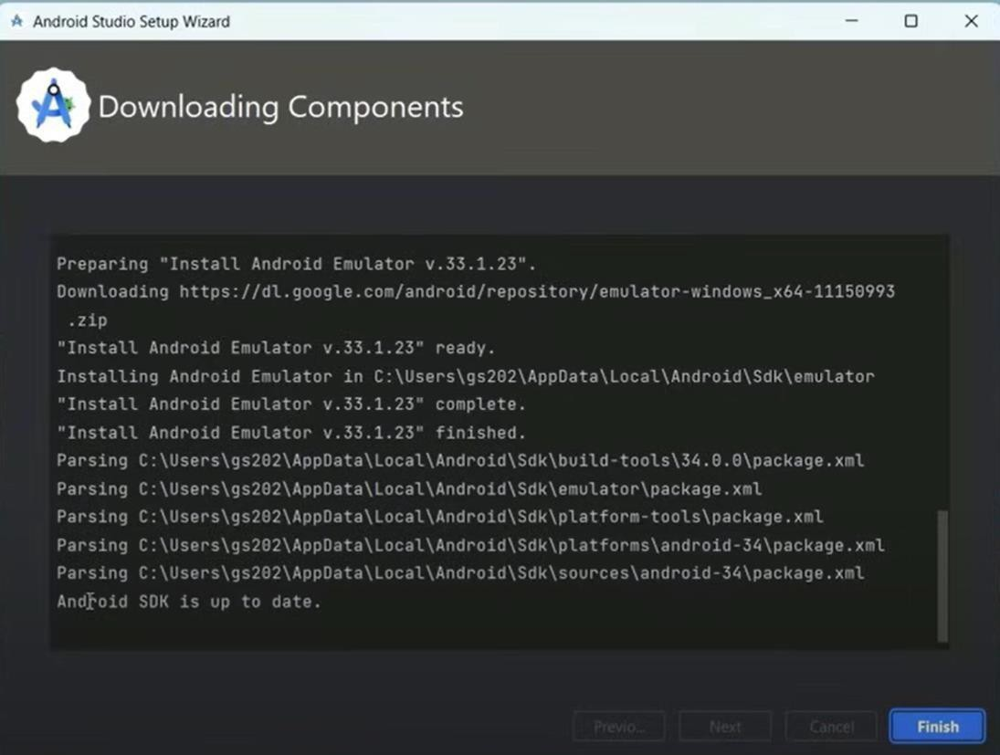 Android Studio Setup Wizard
Downloading Components
Preparing "Install Android Emulator v.33.1.23".
Downloading https://dl.google.com/android/repository/emulator-windows_x64-11150993
.zip
"Install Android Emulator v.33.1.23" ready.
Installing Android Emulator in C:\Users\gs202\AppData\Local\Android\Sdk\emulator
"Install Android Emulator v.33.1.23" complete.
"Install Android Emulator v.33.1.23" finished.
Parsing C:\Users\gs202\AppData\Local\Android\Sdk\build-tools\34.0.0\package.xml
Parsing C:\Users\gs202\AppData\Local\Android\Sdk\emulator\package.xml
Parsing C:\Users\gs202\AppData\Local\Android\Sdk\platform-tools\package.xml
Parsing C:\Users\gs202\AppData\Local\Android\Sdk\platforms\android-34\package.xml
Parsing C:\Users\gs202\AppData\Local\Android\Sdk\sources\android-34\package.xml
Android SDK is up to date.
Previo... Next Cancel Finish